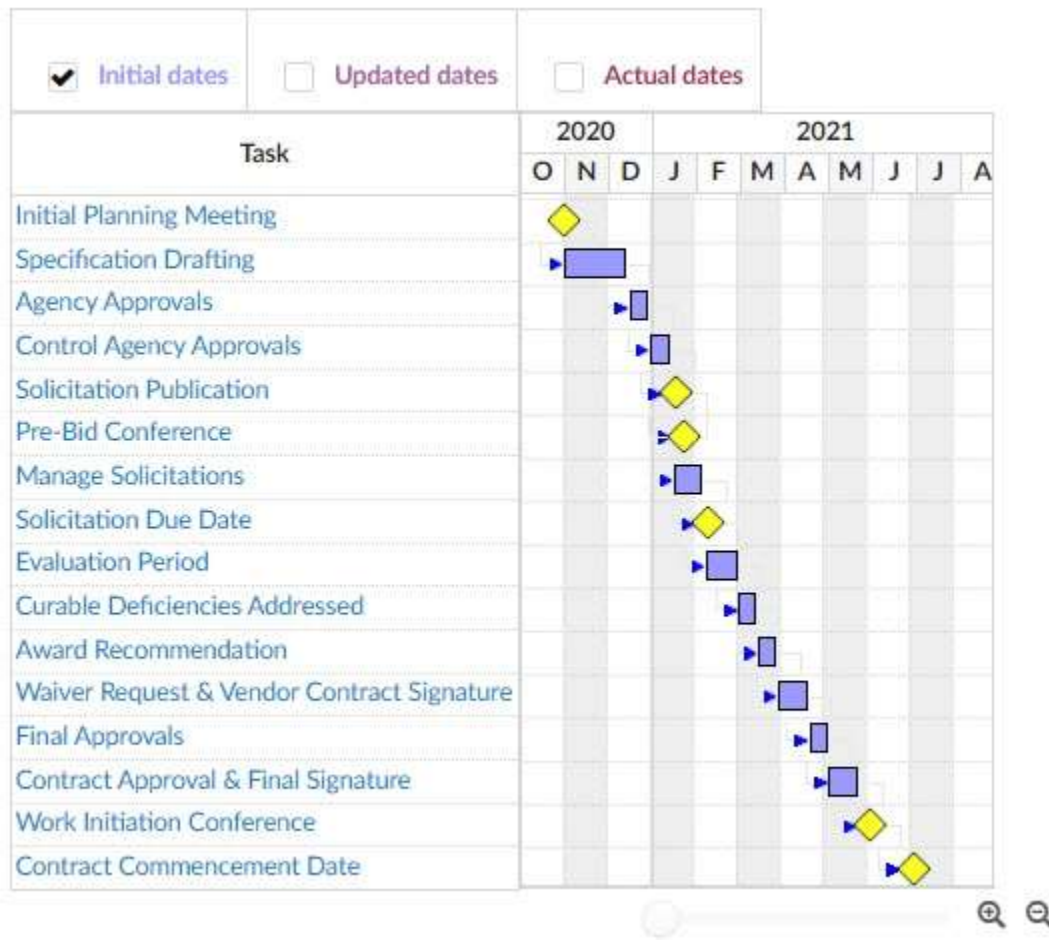 Initial dates Updated dates Actual dates
Task 2020 2021
O N D J F M A M J J A
Initial Planning Meeting
Specification Drafting
Agency Approvals
Control Agency Approvals
Solicitation Publication
Pre-Bid Conference
Manage Solicitations
Solicitation Due Date
Evaluation Period
Curable Deficiencies Addressed
Award Recommendation
Waiver Request & Vendor Contract Signature
Final Approvals
Contract Approval & Final Signature
Work Initiation Conference
Contract Commencement Date